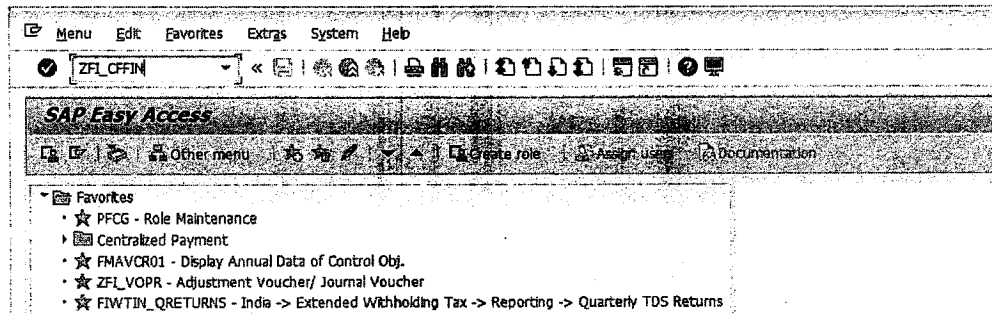 Menu Edit Favorites Extras System Help
ZFI_CFFIN
SAP Easy Access
Other menu Create role Assign users Documentation
Favorites
PFCG - Role Maintenance
Centralized Payment
FMAVCR01 - Display Annual Data of Control Obj.
ZFI_VOPR - Adjustment Voucher/ Journal Voucher
FIWTIN_QRETURNS - India -> Extended Withholding Tax -> Reporting -> Quarterly TDS Returns